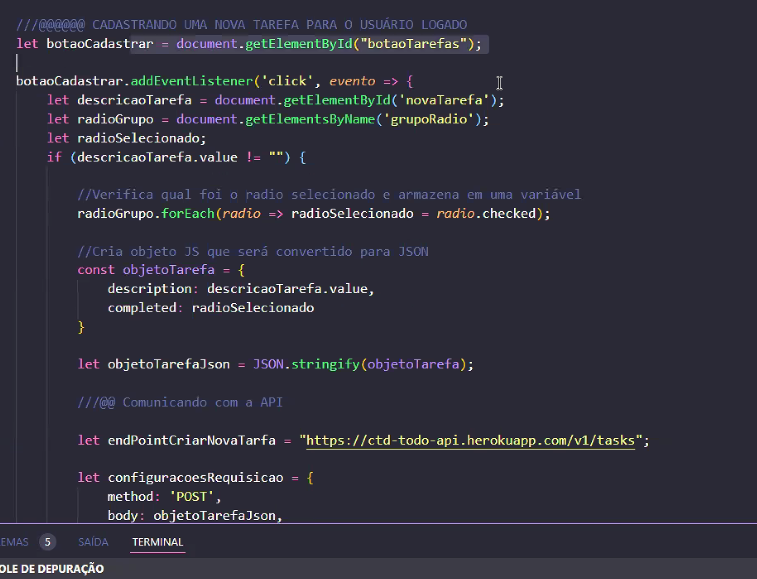 ///@@@@@@ CADASTRANDO UMA NOVA TAREFA PARA O USUÁRIO LOGADO
let botaoCadastrar = document.getElementById("botaoTarefas");
botaoCadastrar.addEventListener('click', evento => {
let descricaoTarefa = document.getElementById('novaTarefa');
let radioGrupo = document.getElementsByName('grupoRadio');
let radioSelecionado;
if (descricaoTarefa.value != "") {
//Verifica qual foi o radio selecionado e armazena em uma variável
radioGrupo.forEach(radio => radioSelecionado = radio.checked);
//Cria objeto JS que será convertido para JSON
const objetoTarefa = {
description: descricaoTarefa.value,
completed: radioSelecionado
}
let objetoTarefaJson = JSON.stringify(objetoTarefa);
///@@ Comunicando com a API
let endPointCriarNovaTarfa = "https://ctd-todo-api.herokuapp.com/v1/tasks";
let configuracoesRequisicao = {
method: 'POST',
body: objetoTarefaJson,
EMAS 5 SAÍDA TERMINAL
OLE DE DEPURAÇÃO